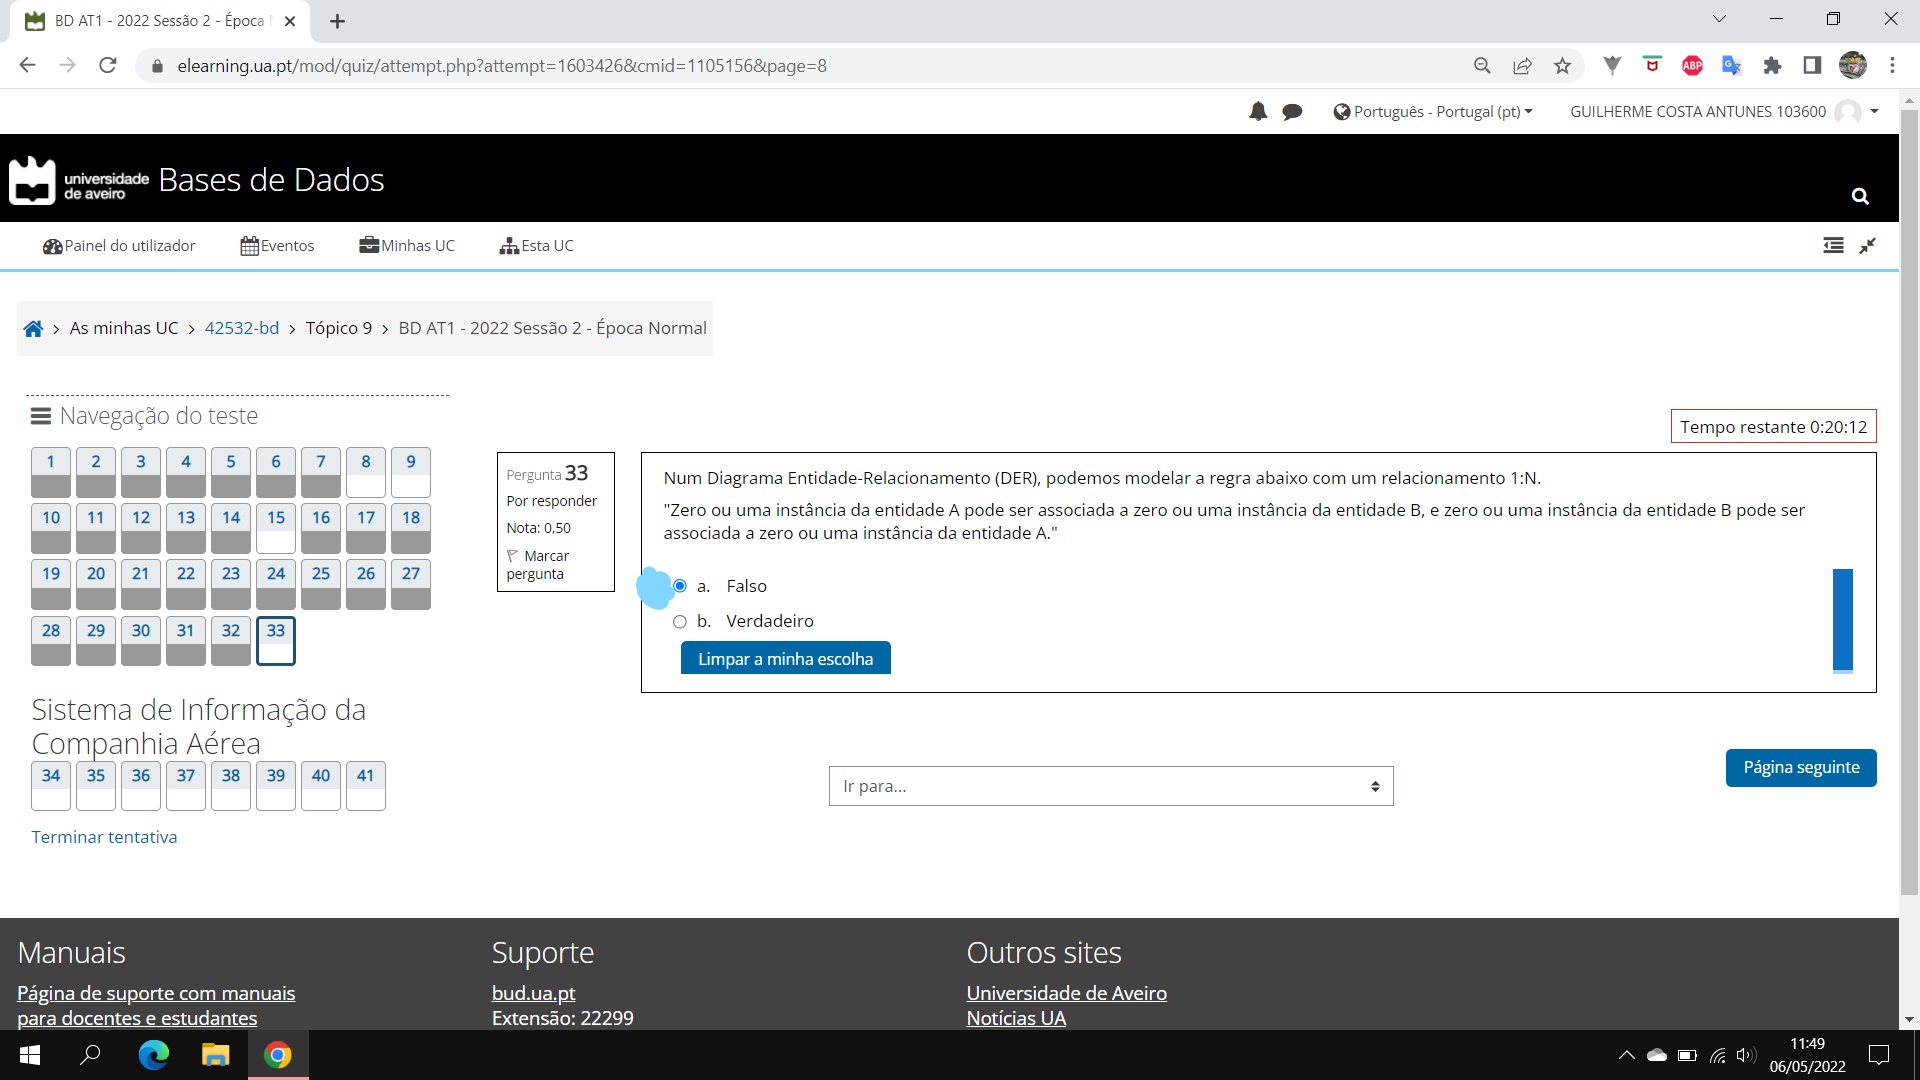 BD AT1 - 2022 Sessão 2 - Época
elearning.ua.pt/mod/quiz/attempt.php?attempt=1603426&cmid=1105156&page=8
ABP
Português - Portugal (pt)
GUILHERME COSTA ANTUNES 103600
universidade
de aveiro
Bases de Dados
Painel do utilizador
Eventos
Minhas UC
Esta UC
As minhas UC > 42532-bd > Tópico 9 > BD AT1 - 2022 Sessão 2 - Época Normal
Navegação do teste
1 2 3 4 5 6 7 8 9
10 11 12 13 14 15 16 17 18
19 20 21 22 23 24 25 26 27
28 29 30 31 32 33
Sistema de Informação da
Companhia Aérea
34 35 36 37 38 39 40 41
Terminar tentativa
Pergunta 33
Por responder
Nota: 0,50
Marcar
pergunta
Tempo restante 0:20:12
Num Diagrama Entidade-Relacionamento (DER), podemos modelar a regra abaixo com um relacionamento 1:N.
"Zero ou uma instância da entidade A pode ser associada a zero ou uma instância da entidade B, e zero ou uma instância da entidade B pode ser
associada a zero ou uma instância da entidade A."
a. Falso
b. Verdadeiro
Limpar a minha escolha
Ir para...
Página seguinte
Manuais
Página de suporte com manuais
para docentes e estudantes
Suporte
bud.ua.pt
Extensão: 22299
Outros sites
Universidade de Aveiro
Notícias UA
11:49
06/05/2022